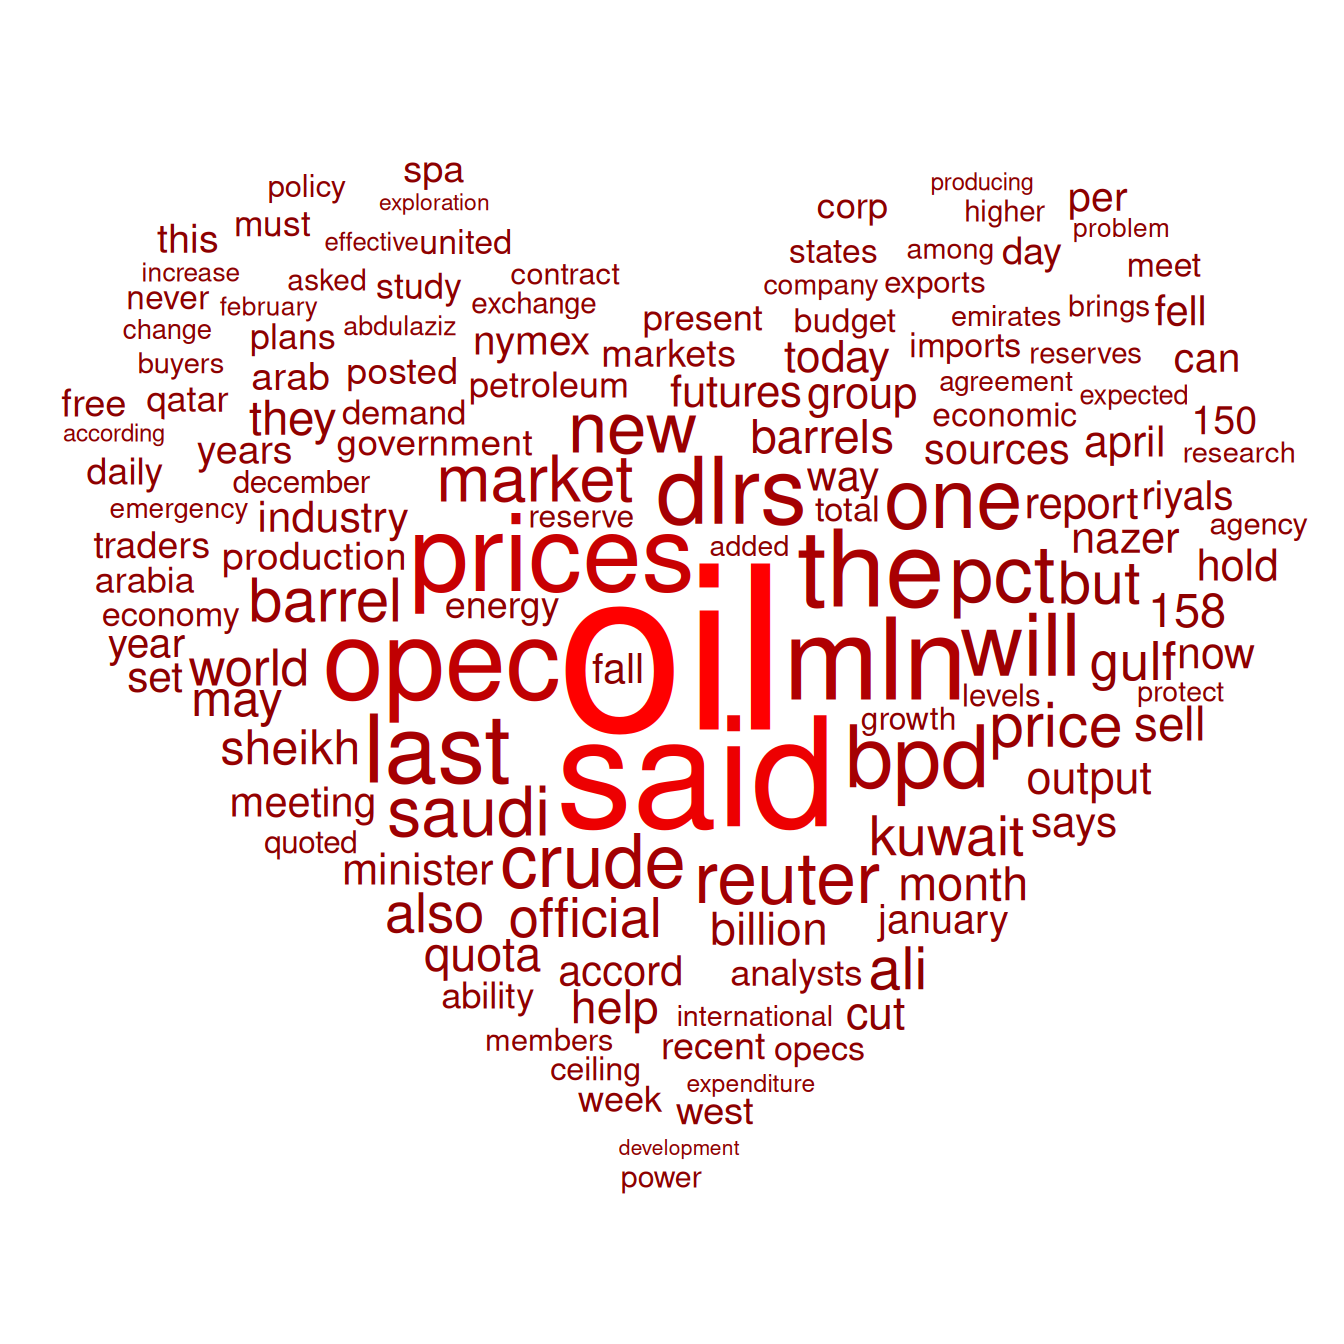 spa
policy
exploration
producing
corp
higher
per
this
must
effective
united
problem
states
among
day
meet
increase
asked
study
contract
company
exports
never
february
exchange
brings
fell
change
plans
abdulaziz
nymex
present
budget
emirates
imports
reserves
can
buyers
arab
posted
markets
today
agreement
expected
free
qatar
petroleum
futures
group
they
demand
new
economic
150
according
years
government
barrels
sources
april
research
daily
december
market
dlrs
way
one
report
riyals
emergency
industry
reserve
total
agency
traders
production
prices
added
the
nazer
hold
arabia
barrel
energy
pct
but
158
economy
year
set
world
opec
oil
fall
mln
will
gulf
now
may
levels
protect
sheikh
last
said
growth
price
sell
bpd
output
meeting
saudi
says
quoted
kuwait
minister
crude
reuter
month
also
official
billion
january
quota
accord
analysts
ali
ability
help
international
cut
members
recent
opecs
ceiling
expenditure
week
west
development
power